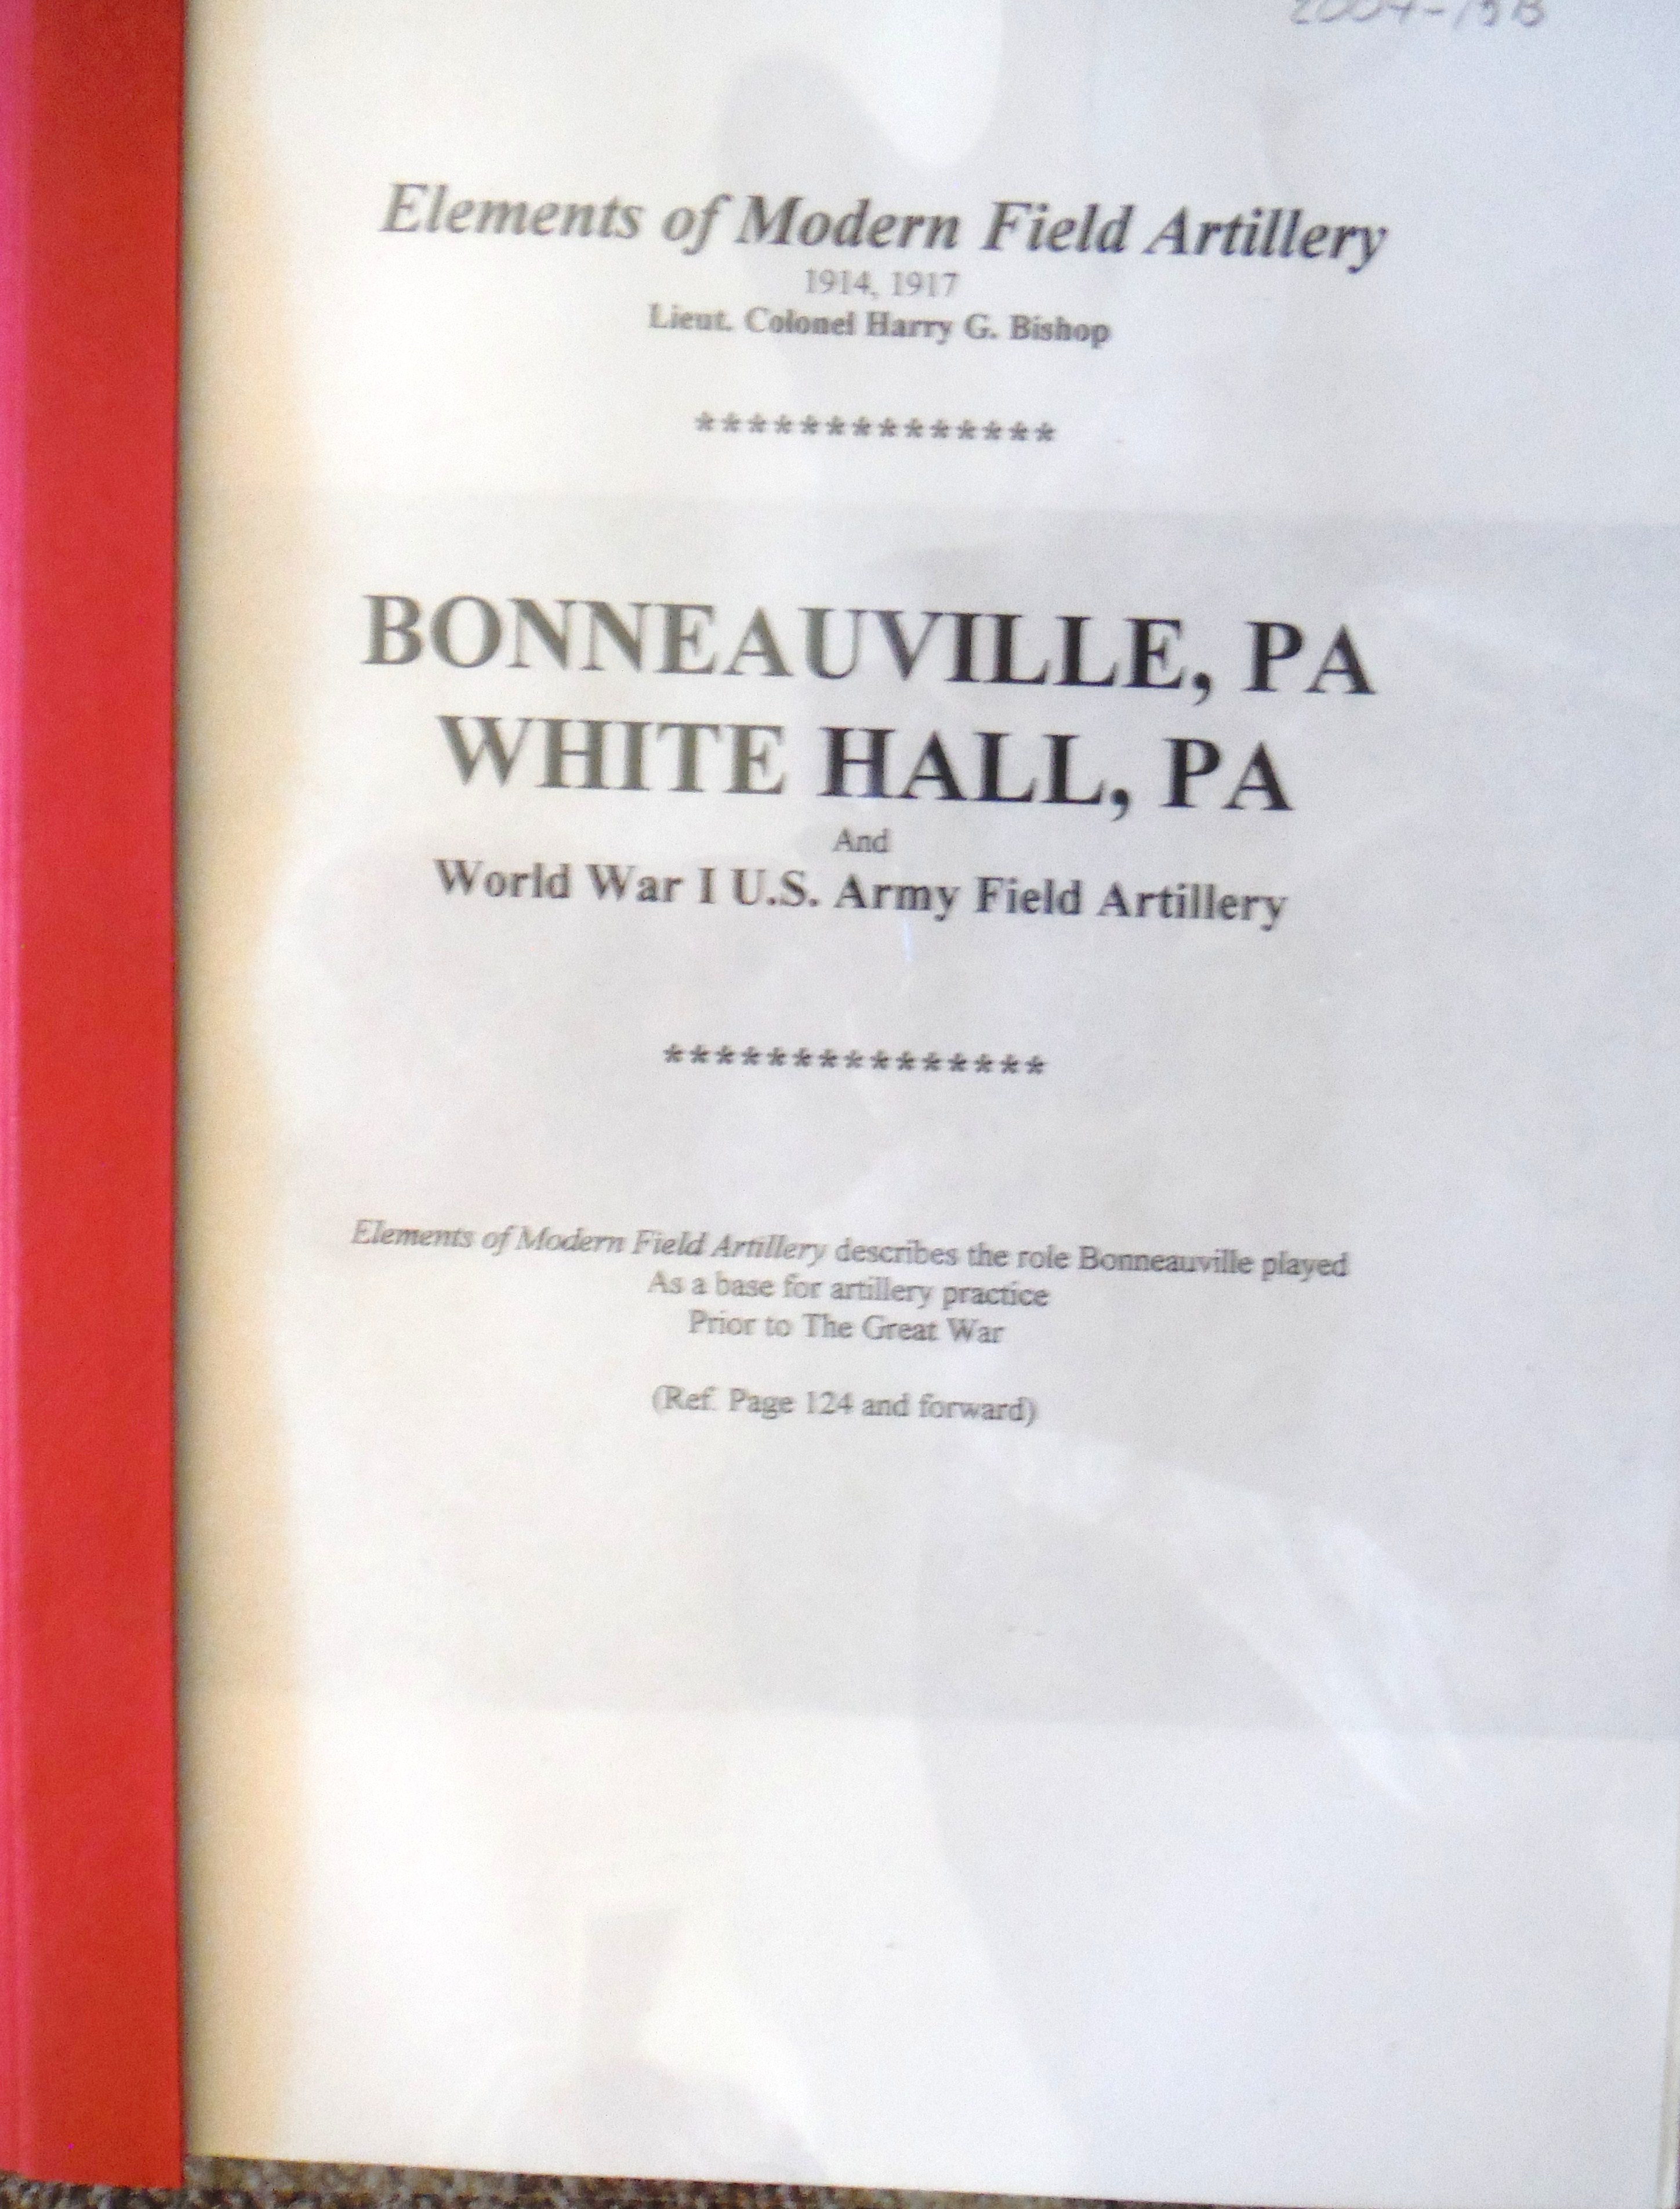 Elements of Modern Field Artillery
1914, 1917
Lieut. Colonel Harry G. Bishop
**************
BONNEAUVILLE, PA
WHITE HALL, PA
And
World War I U.S. Army Field Artillery
***************
Elements of Modern Field Artillery describes the role Bonneauville played
As a base for artillery practice
Prior to The Great War
(Ref. Page 124 and forward)